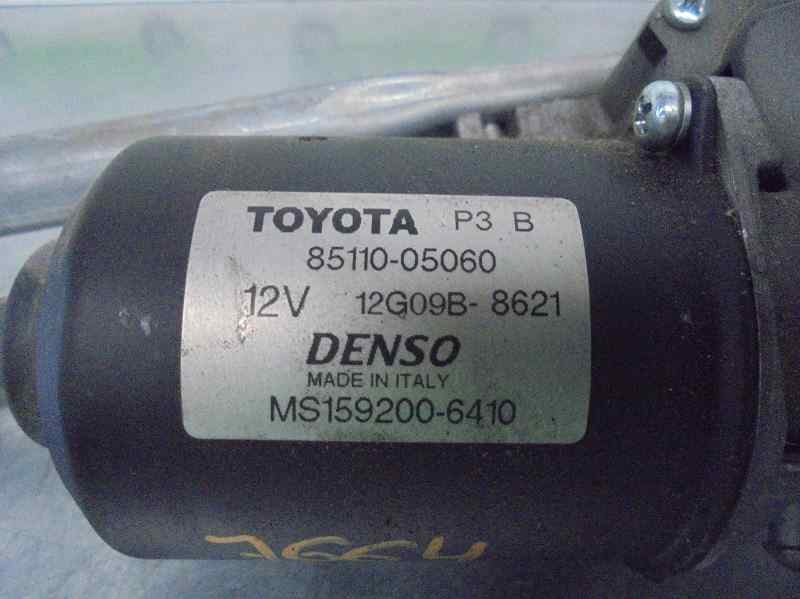 TOYOTA P3 B
85110-05060
12V 12G09B-8621
DENSO
MADE IN ITALY
MS159200-6410